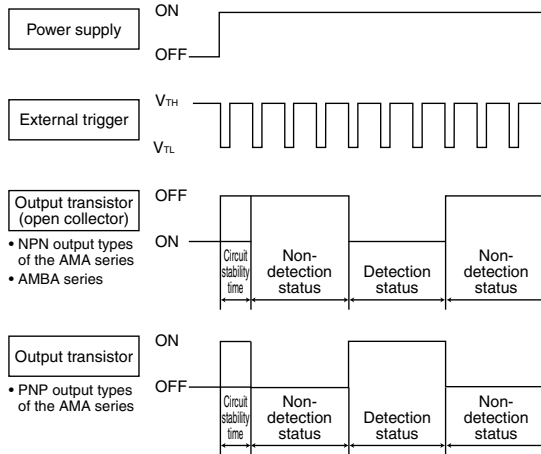 ON
Power supply
OFF
VTH
External trigger
VTL
Output transistor
(open collector)
• NPN output types
of the AMA series
• AMBA series
OFF
ON
Circuit
stability
time
Non-
detection
status
Detection
status
Non-
detection
status
Output transistor
• PNP output types
of the AMA series
ON
OFF
Circuit
stability
time
Non-
detection
status
Detection
status
Non-
detection
status